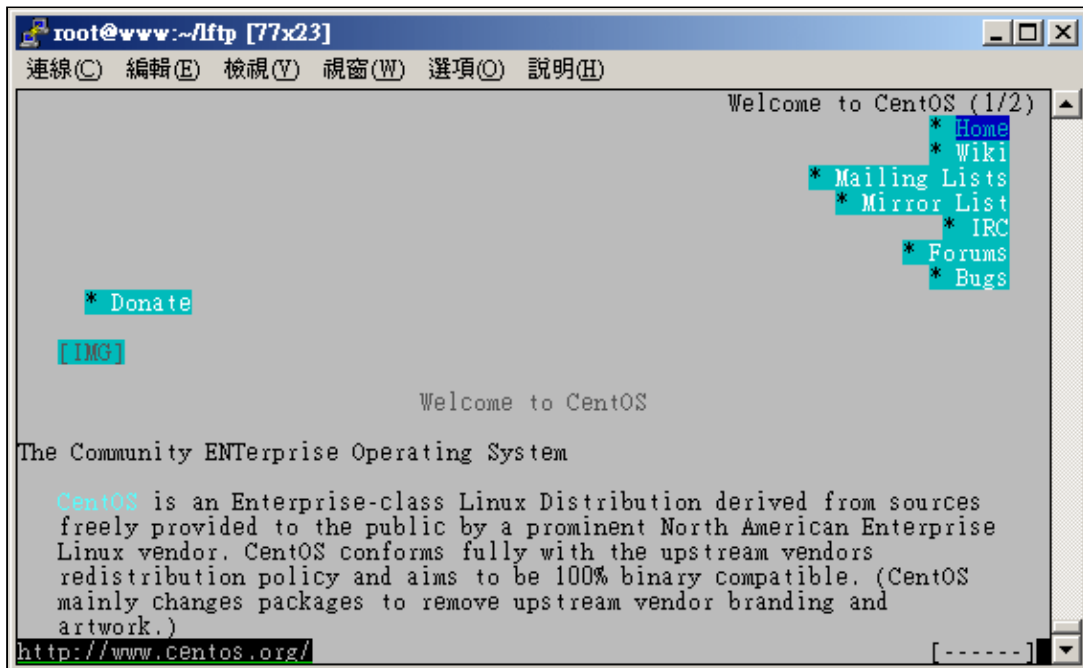 root@www:~/lftp [77x23]
連線(C) 編輯(E) 檢視(V) 視窗(W) 選項(O) 說明(H)
Welcome to CentOS (1/2)
* Home
* Wiki
* Mailing Lists
* Mirror List
* IRC
* Forums
* Bugs
* Donate
[IMG]
Welcome to CentOS
The Community ENTerprise Operating System
CentOS is an Enterprise-class Linux Distribution derived from sources
freely provided to the public by a prominent North American Enterprise
Linux vendor. CentOS conforms fully with the upstream vendors
redistribution policy and aims to be 100% binary compatible. (CentOS
mainly changes packages to remove upstream vendor branding and
artwork.)
http://www.centos.org/ [------]